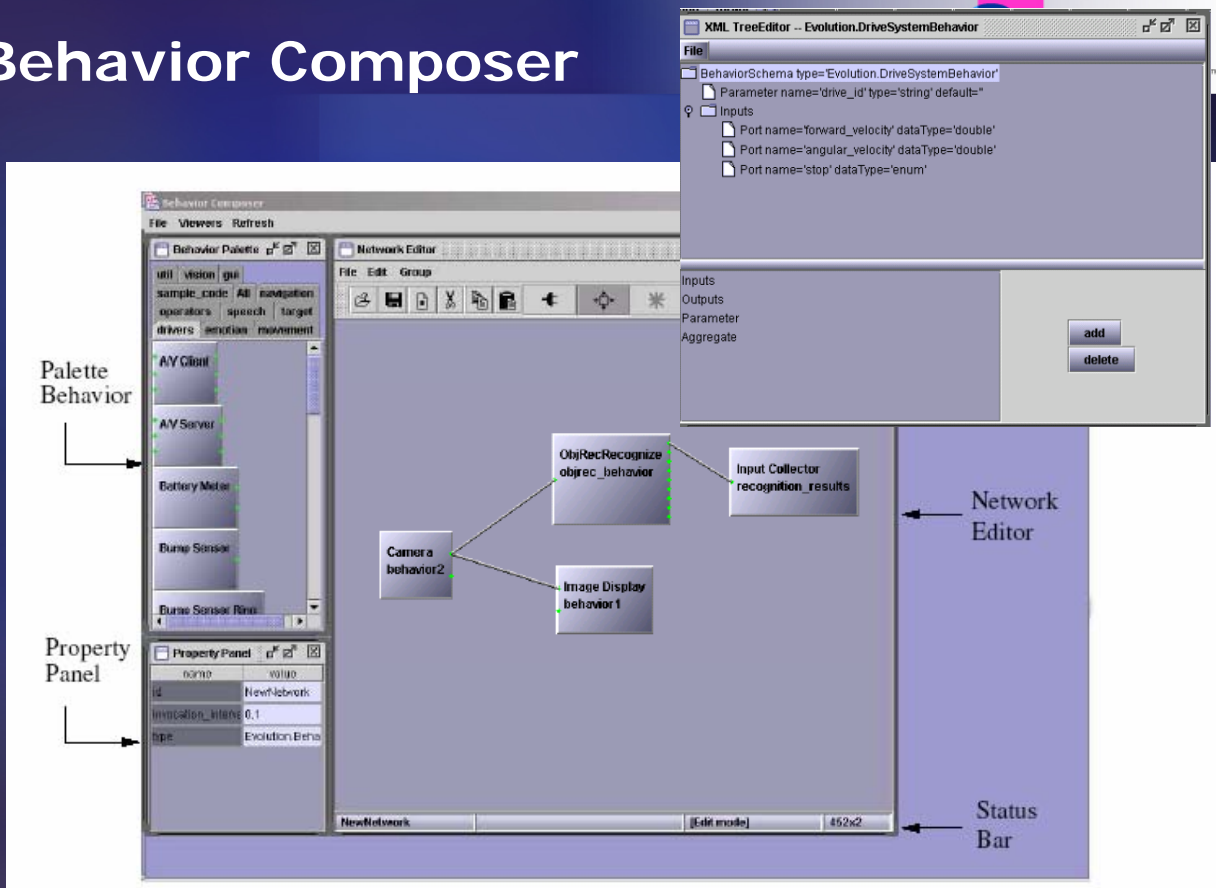 Behavior Composer
XML TreeEditor -- Evolution.DriveSystemBehavior
File
BehaviorSchema type='Evolution.DriveSystemBehavior'
Parameter name='drive_id' type='string' default=''
Inputs
Port name='forward_velocity' dataType='double'
Port name='angular_velocity' dataType='double'
Port name='stop' dataType='enum'
Inputs
Outputs
Parameter
Aggregate
add
delete
Behavior Composer
File Viewers Refresh
Behavior Palette
util vision gui
sample_code All navigation
operators speech target
drivers emotion movement
A/V Client
A/V Server
Battery Meter
Bump Sensor
Bump Sensor Ring
Network Editor
File Edit Group
ObjRecRecognize
objrec_behavior
Input Collector
recognition_results
Camera
behavior2
Image Display
behavior1
Property Panel
name value
id NewNetwork
invocation_interva 0.1
type Evolution.Beha
NewNetwork [Edit mode] 452x2
Palette
Behavior
Property
Panel
Network
Editor
Status
Bar